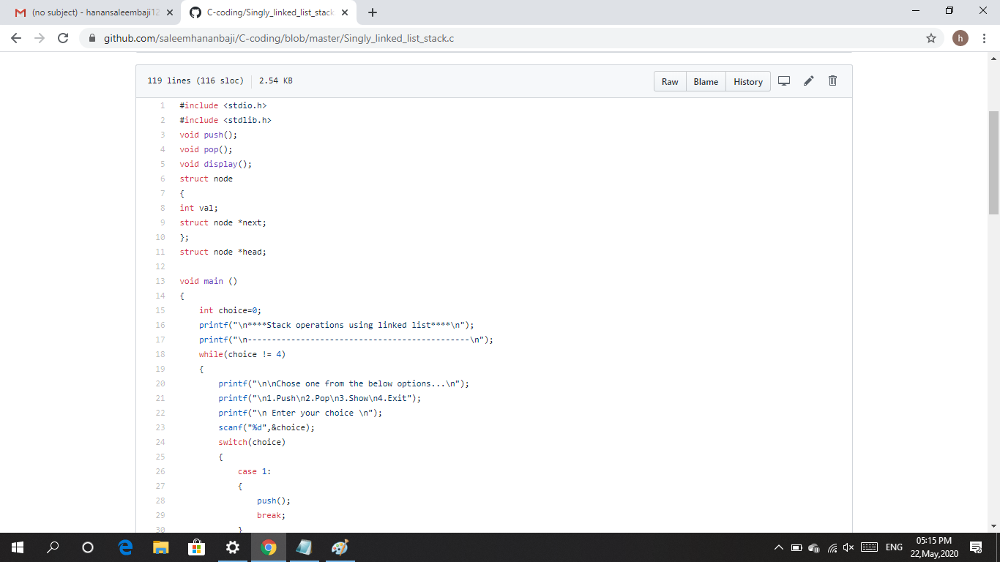 (no subject) - hanansaleembaji12
C-coding/Singly_linked_list_stack
github.com/saleemhananbaji/C-coding/blob/master/Singly_linked_list_stack.c
h
119 lines (116 sloc) 2.54 KB
Raw Blame History
1 #include <stdio.h>
2 #include <stdlib.h>
3 void push();
4 void pop();
5 void display();
6 struct node
7 {
8 int val;
9 struct node *next;
10 };
11 struct node *head;
12
13 void main ()
14 {
15 int choice=0;
16 printf("\n****Stack operations using linked list****\n");
17 printf("\n----------------------------------------------\n");
18 while(choice != 4)
19 {
20 printf("\n\nChose one from the below options...\n");
21 printf("\n1.Push\n2.Pop\n3.Show\n4.Exit");
22 printf("\n Enter your choice \n");
23 scanf("%d",&choice);
24 switch(choice)
25 {
26 case 1:
27 {
28 push();
29 break;
30 }
ENG
05:15 PM
22,May,2020